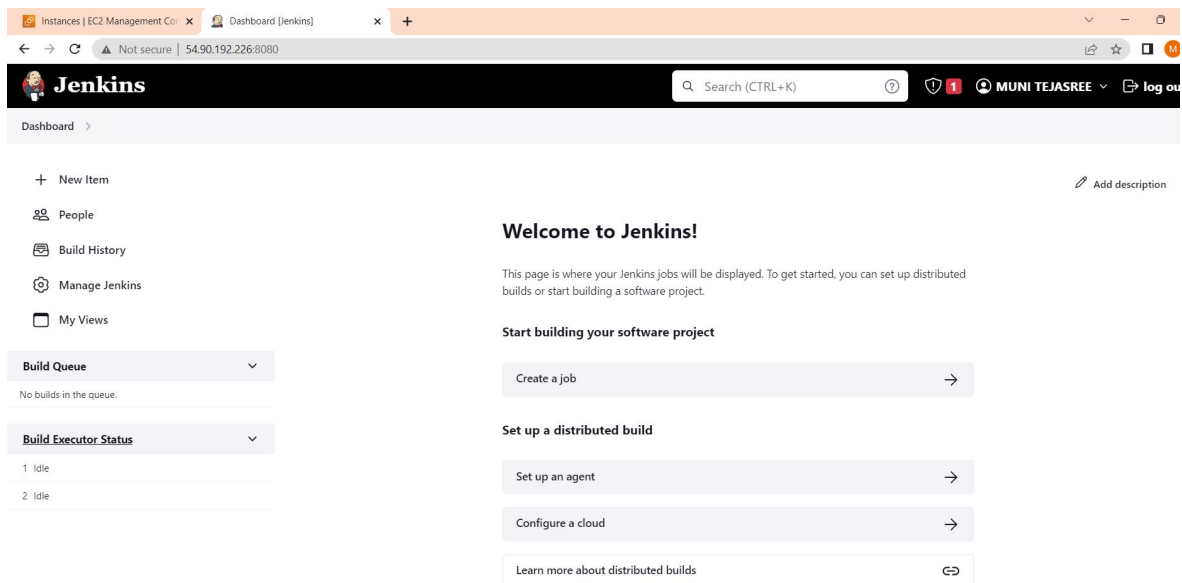 Instances | EC2 Management Con
Dashboard [Jenkins]
Not secure | 54.90.192.226:8080
M
Jenkins
Search (CTRL+K)
1
MUNI TEJASREE
log ou
Dashboard
New Item
Add description
People
Build History
Manage Jenkins
My Views
Welcome to Jenkins!
This page is where your Jenkins jobs will be displayed. To get started, you can set up distributed
builds or start building a software project.
Start building your software project
Create a job
Build Queue
No builds in the queue.
Build Executor Status
1 Idle
2 Idle
Set up a distributed build
Set up an agent
Configure a cloud
Learn more about distributed builds